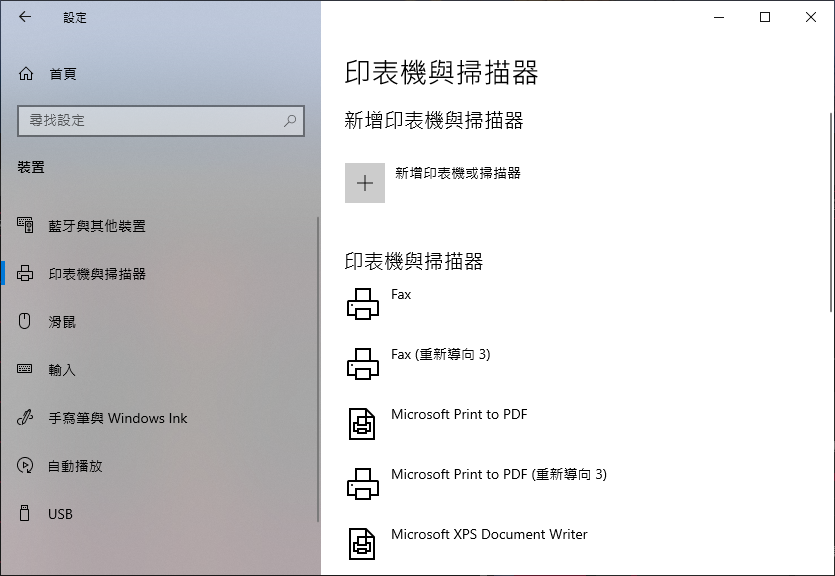 設定
首頁
尋找設定
裝置
藍牙與其他裝置
印表機與掃描器
滑鼠
輸入
手寫筆與 Windows Ink
自動播放
USB
印表機與掃描器
新增印表機與掃描器
新增印表機或掃描器
印表機與掃描器
Fax
Fax (重新導向 3)
Microsoft Print to PDF
Microsoft Print to PDF (重新導向 3)
Microsoft XPS Document Writer